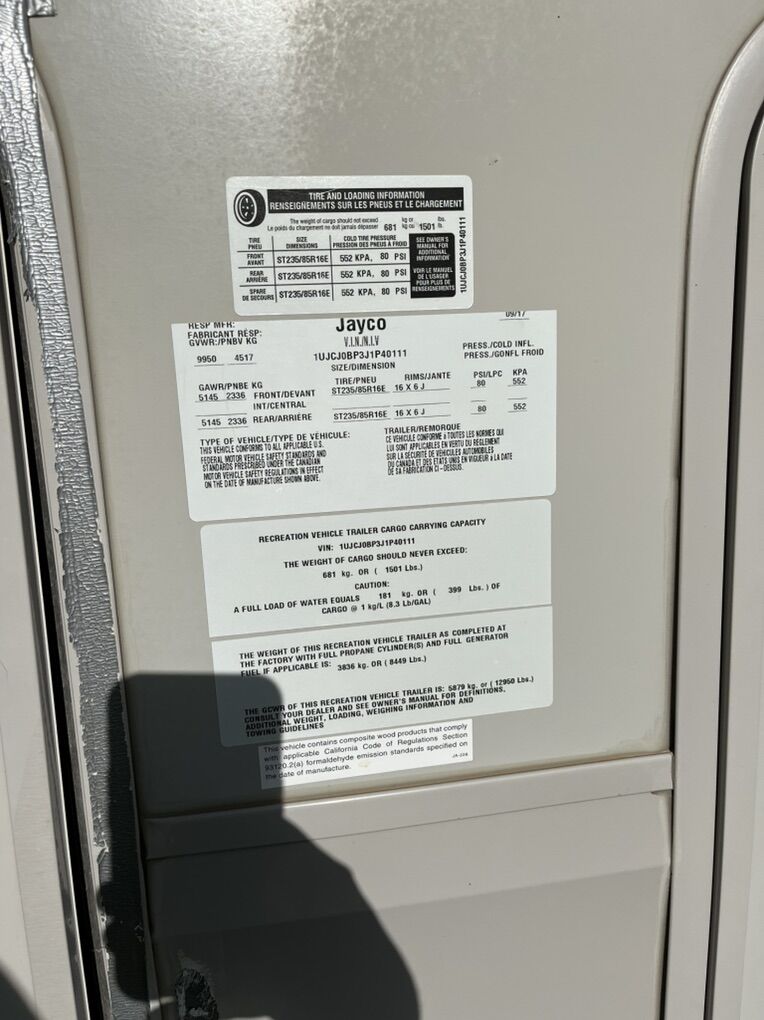 TIRE AND LOADING INFORMATION
RENSEIGNEMENTS SUR LES PNEUS ET LE CHARGEMENT
The weight of cargo should not exceed
Le poids du chargement ne doit jamais dépasser 681 kg or kg ou 1501 lbs. lb.
TIRE PNEU SIZE DIMENSIONS COLD TIRE PRESSURE PRESSION DES PNEUS À FROID
FRONT AVANT ST235/85R16E 552 KPA, 80 PSI
REAR ARRIÈRE ST235/85R16E 552 KPA, 80 PSI
SPARE DE SECOURS ST235/85R16E 552 KPA, 80 PSI
SEE OWNER'S
MANUAL FOR
ADDITIONAL
INFORMATION
VOIR LE MANUEL
DE L'USAGER
POUR PLUS DE
RENSEIGNEMENTS
1UJCJ0BP3J1P40111
RESP MFR: Jayco 09/17
FABRICANT RÉSP: V.I.N./N.I.V
GVWR:/PNBV KG 1UJCJ0BP3J1P40111 PRESS./COLD INFL.
9950 4517 SIZE/DIMENSION PRESS./GONFL FROID
GAWR/PNBE KG TIRE/PNEU RIMS/JANTE PSI/LPC KPA
5145 2336 FRONT/DEVANT ST235/85R16E 16 X 6 J 80 552
INT/CENTRAL
5145 2336 REAR/ARRIÈRE ST235/85R16E 16 X 6 J 80 552
TYPE OF VEHICLE/TYPE DE VÉHICULE: TRAILER/REMORQUE
THIS VEHICLE CONFORMS TO ALL APPLICABLE U.S.
FEDERAL MOTOR VEHICLE SAFETY STANDARDS AND
STANDARDS PRESCRIBED UNDER THE CANADIAN
MOTOR VEHICLE SAFETY REGULATIONS IN EFFECT
ON THE DATE OF MANUFACTURE SHOWN ABOVE.
CE VEHICULE CONFORME a TOUTES LES NORMES QUI
LUI SONT APPLICABLES EN VERTU DU REGLEMENT
SUR LA SÉCURITE DE VEHICULES AUTOMOBILES
DU CANADA ET DES ETATS UNIS EN VIGUEUR a LA DATE
DE SA FABRICATION CI - DESSUS.
RECREATION VEHICLE TRAILER CARGO CARRYING CAPACITY
VIN: 1UJCJ0BP3J1P40111
THE WEIGHT OF CARGO SHOULD NEVER EXCEED:
681 kg. OR ( 1501 Lbs.)
CAUTION:
A FULL LOAD OF WATER EQUALS 181 kg. OR ( 399 Lbs. ) OF
CARGO @ 1 kg/L (8.3 Lb/GAL)
THE WEIGHT OF THIS RECREATION VEHICLE TRAILER AS COMPLETED AT
THE FACTORY WITH FULL PROPANE CYLINDER(S) AND FULL GENERATOR
FUEL IF APPLICABLE IS: 3836 kg. OR ( 8449 Lbs.)
THE GCWR OF THIS RECREATION VEHICLE TRAILER IS: 5879 kg. or ( 12950 Lbs.)
CONSULT YOUR DEALER AND SEE OWNER'S MANUAL FOR DEFINITIONS,
ADDITIONAL WEIGHT, LOADING, WEIGHING INFORMATION AND
TOWING GUIDELINES
This vehicle contains composite wood products that comply
with applicable California Code of Regulations Section
93120.2(a) formaldehyde emission standards specified on
the date of manufacture. JA-228